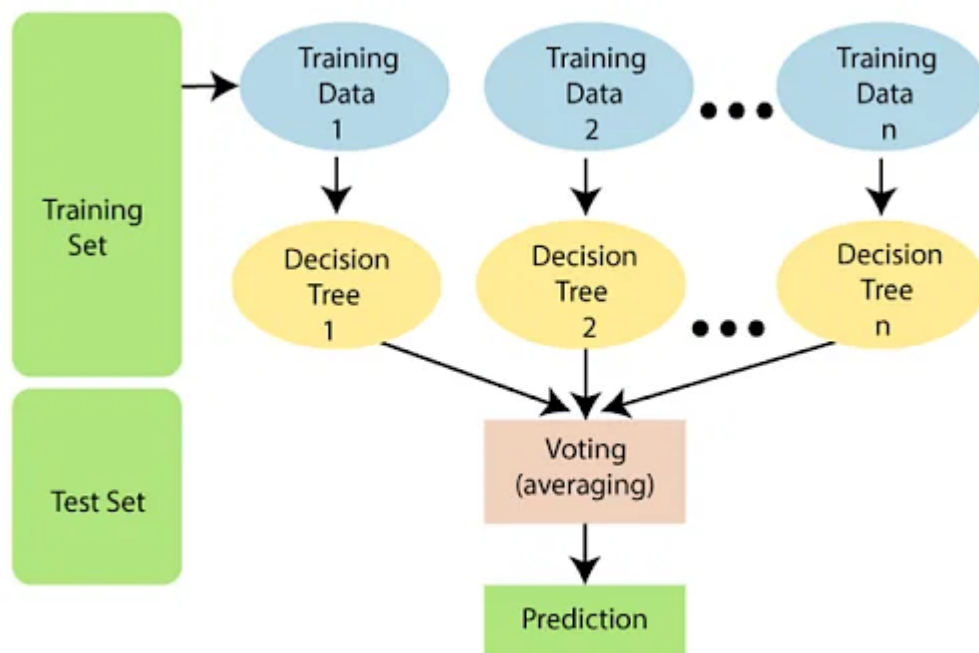 Training
Set
Test Set
Training
Data
1
Training
Data
2
Training
Data
n
Decision
Tree
1
Decision
Tree
2
Decision
Tree
n
Voting
(averaging)
Prediction